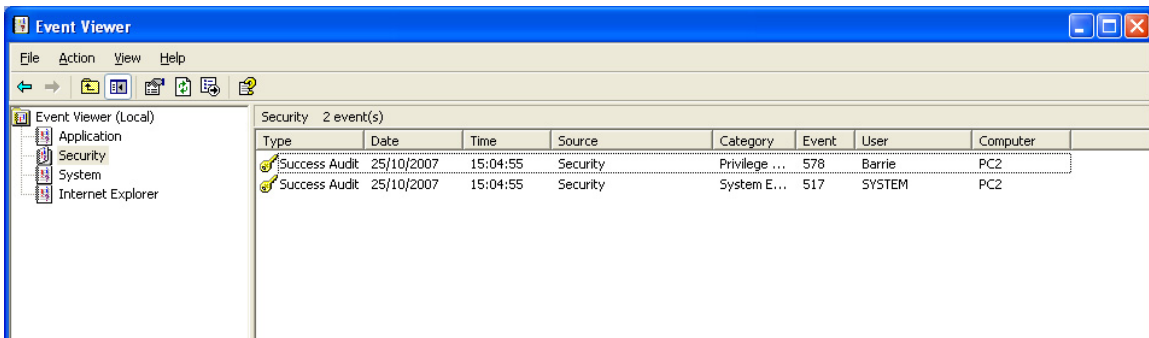 Event Viewer
File Action View Help
Event Viewer (Local)
Application
Security
System
Internet Explorer
Security 2 event(s)
Type Date Time Source Category Event User Computer
Success Audit 25/10/2007 15:04:55 Security Privilege ... 578 Barrie PC2
Success Audit 25/10/2007 15:04:55 Security System E... 517 SYSTEM PC2